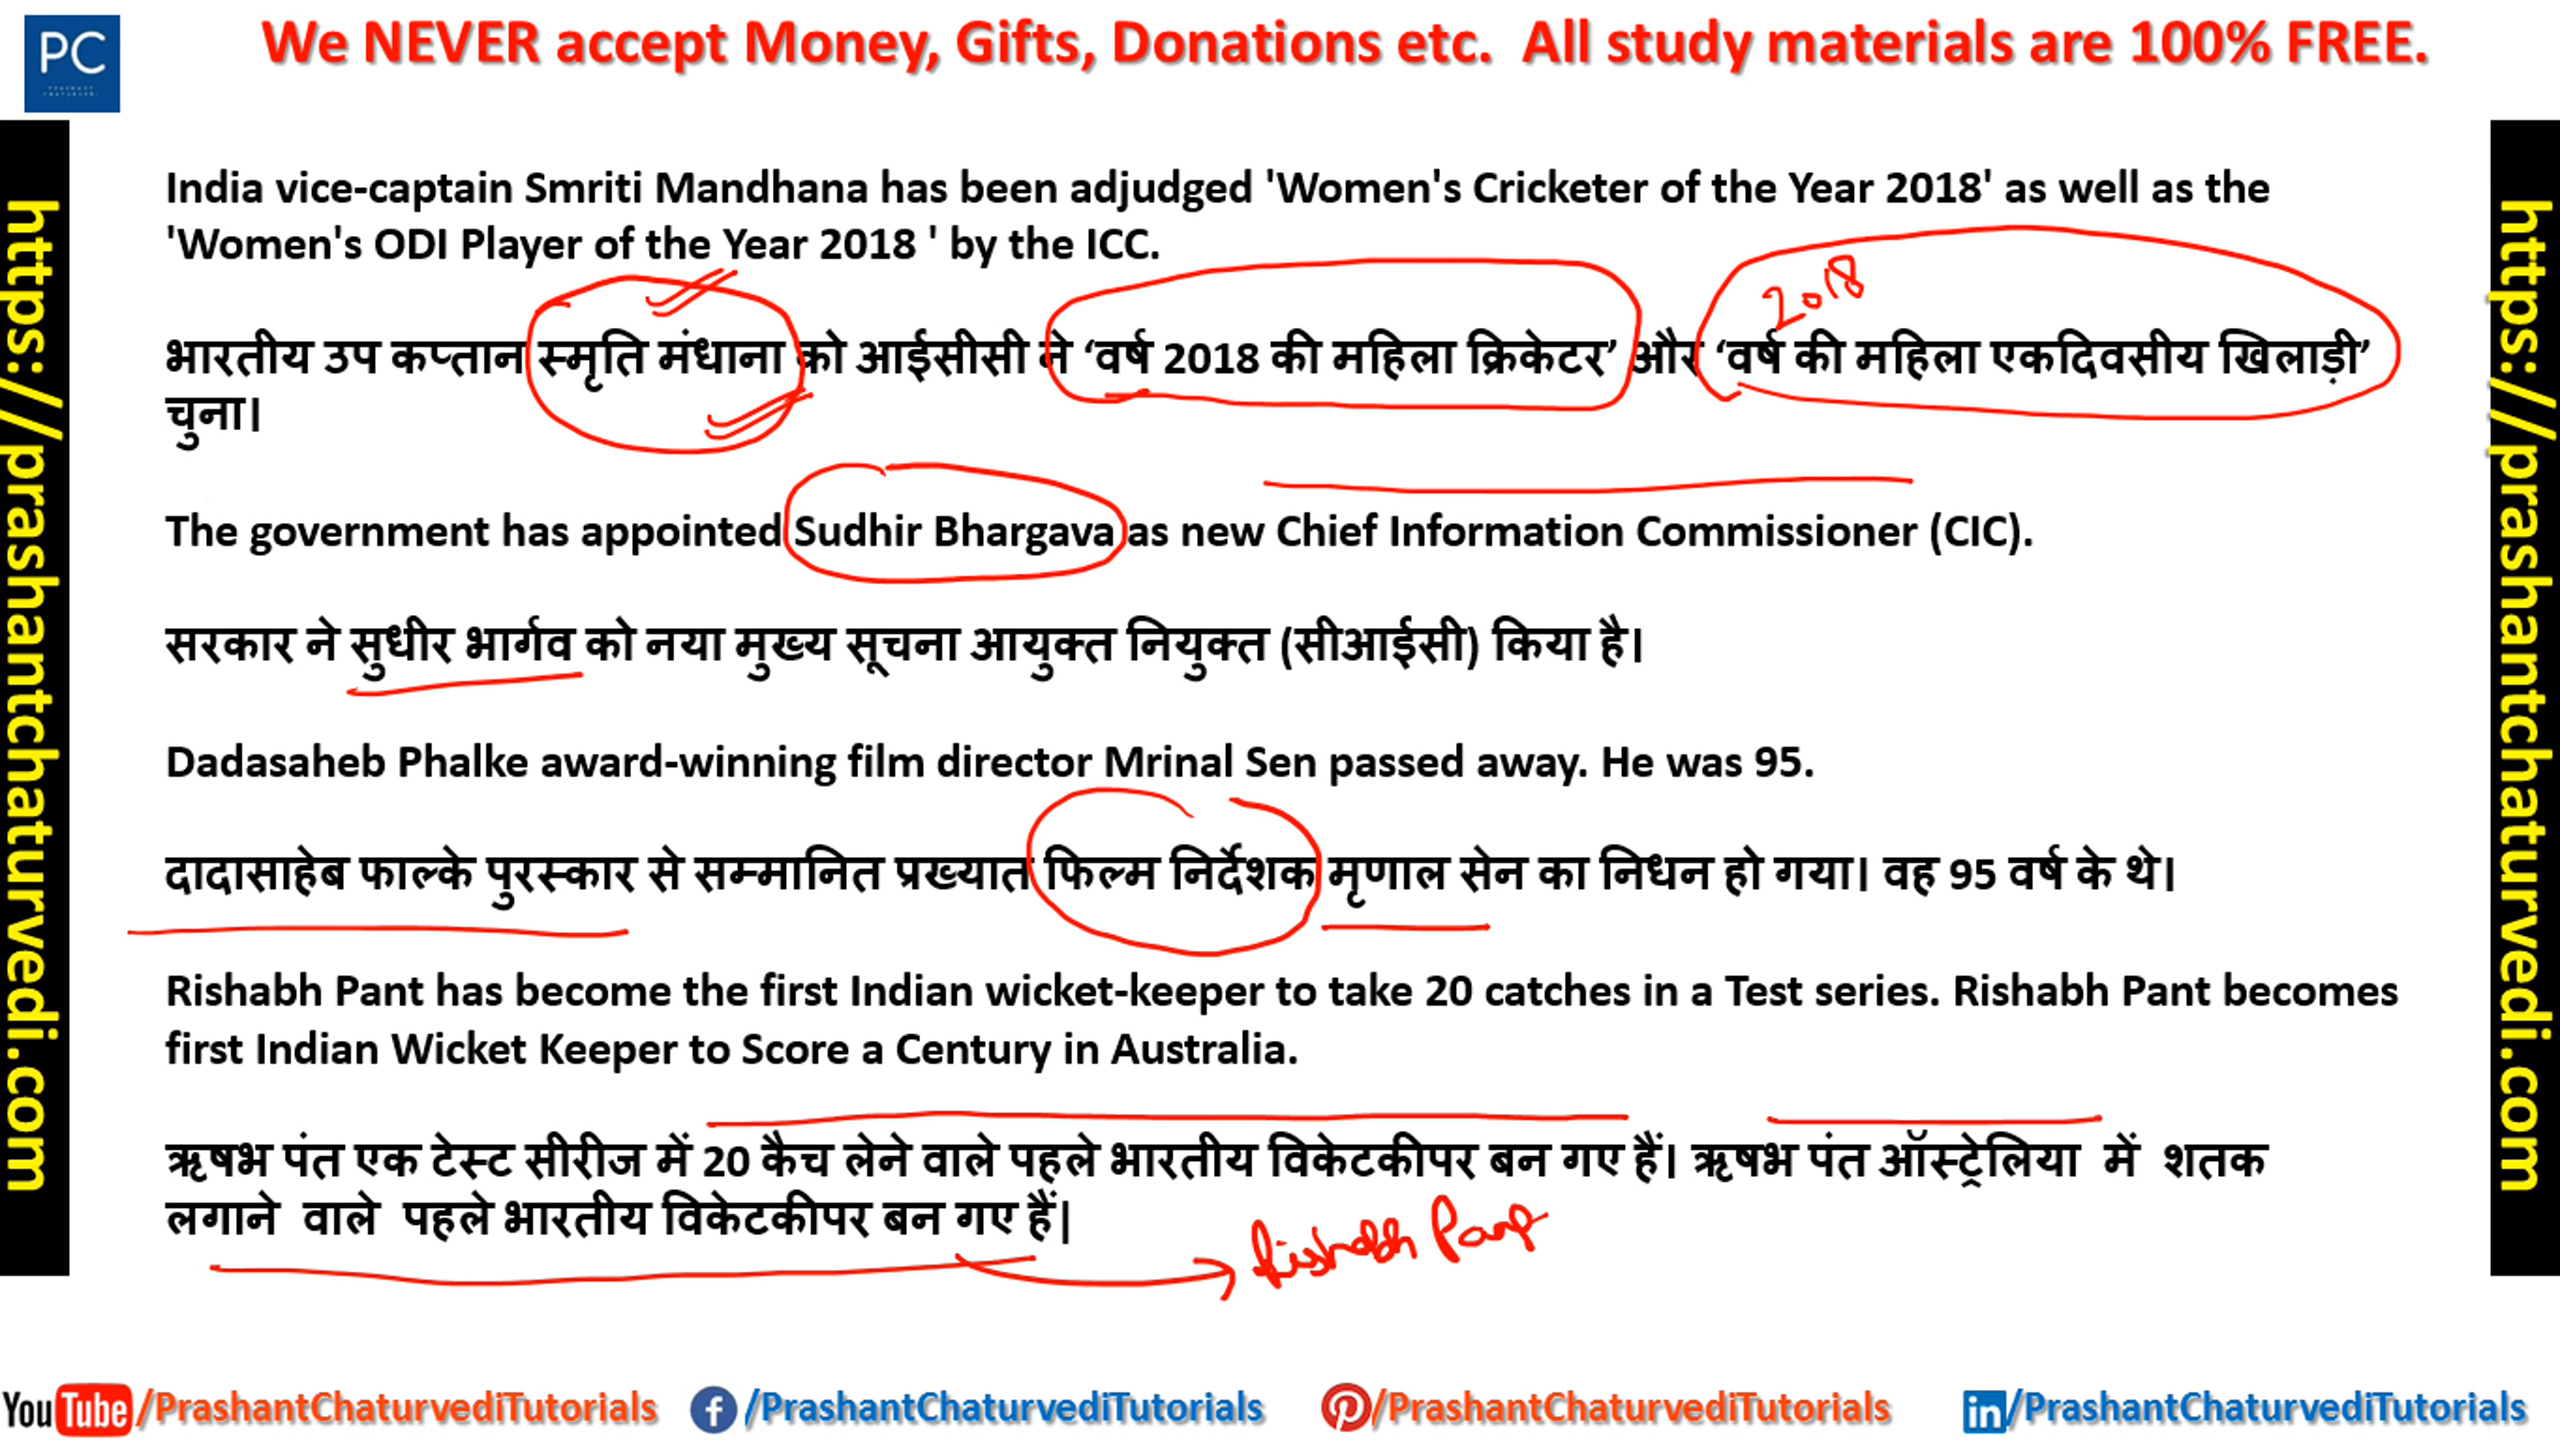 PC
PRASHANT
CHATURVEDI
We NEVER accept Money, Gifts, Donations etc.  All study materials are 100% FREE.
https://prashantchaturvedi.com
https://prashantchaturvedi.com
India vice-captain Smriti Mandhana has been adjudged 'Women's Cricketer of the Year 2018' as well as the
'Women's ODI Player of the Year 2018 ' by the ICC.
2018
भारतीय उप कप्तान स्मृति मंधाना को आईसीसी ने ‘वर्ष 2018 की महिला क्रिकेटर’ और ‘वर्ष की महिला एकदिवसीय खिलाड़ी’
चुना।
The government has appointed Sudhir Bhargava as new Chief Information Commissioner (CIC).
सरकार ने सुधीर भार्गव को नया मुख्य सूचना आयुक्त नियुक्त (सीआईसी) किया है।
Dadasaheb Phalke award-winning film director Mrinal Sen passed away. He was 95.
दादासाहेब फाल्के पुरस्कार से सम्मानित प्रख्यात फिल्म निर्देशक मृणाल सेन का निधन हो गया। वह 95 वर्ष के थे।
Rishabh Pant has become the first Indian wicket-keeper to take 20 catches in a Test series. Rishabh Pant becomes
first Indian Wicket Keeper to Score a Century in Australia.
ऋषभ पंत एक टेस्ट सीरीज में 20 कैच लेने वाले पहले भारतीय विकेटकीपर बन गए हैं। ऋषभ पंत ऑस्ट्रेलिया में शतक
लगाने वाले पहले भारतीय विकेटकीपर बन गए हैं|
Rishabh Pant
YouTube/PrashantChaturvediTutorials f/PrashantChaturvediTutorials /PrashantChaturvediTutorials in/PrashantChaturvediTutorials